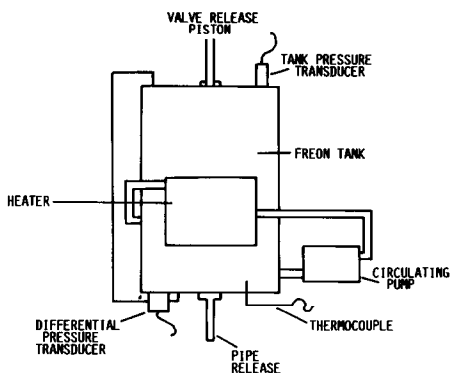 VALVE RELEASE
PISTON
TANK PRESSURE
TRANSDUCER
FREON TANK
HEATER
CIRCULATING
PUMP
DIFFERENTIAL
PRESSURE
TRANSDUCER
THERMOCOUPLE
PIPE
RELEASE